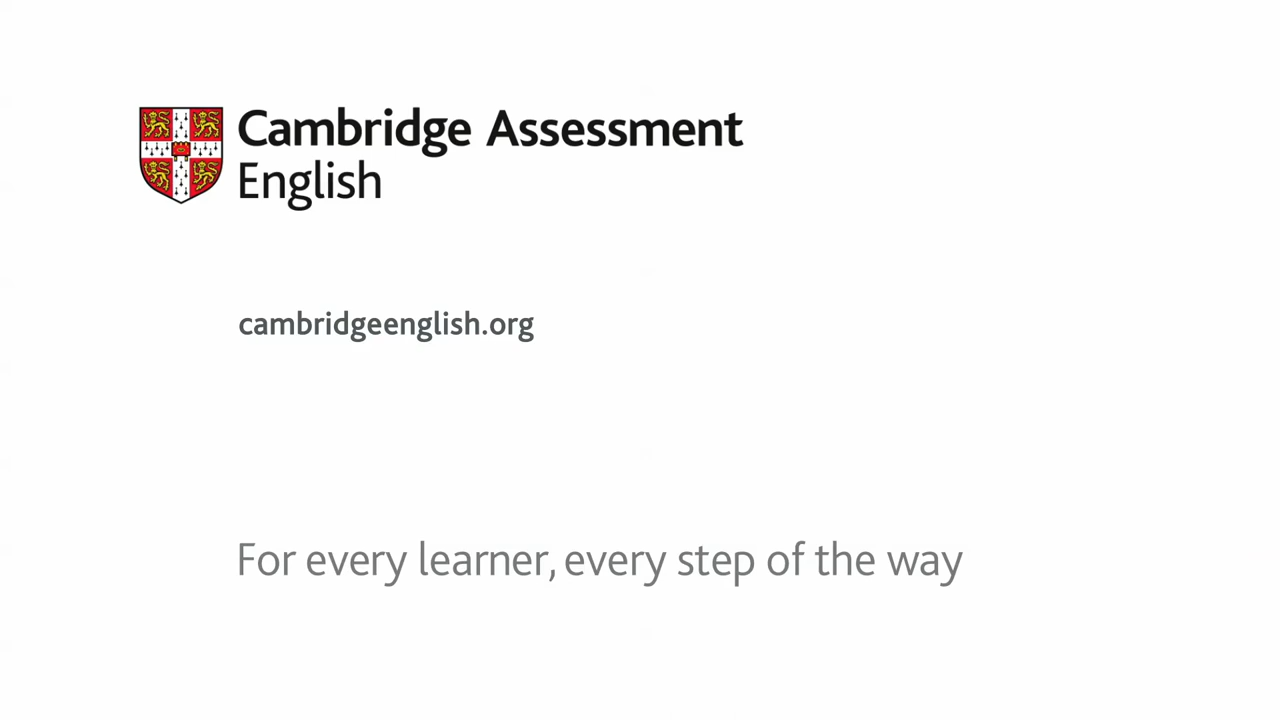 Cambridge Assessment
English
cambridgeenglish.org
For every learner, every step of the way